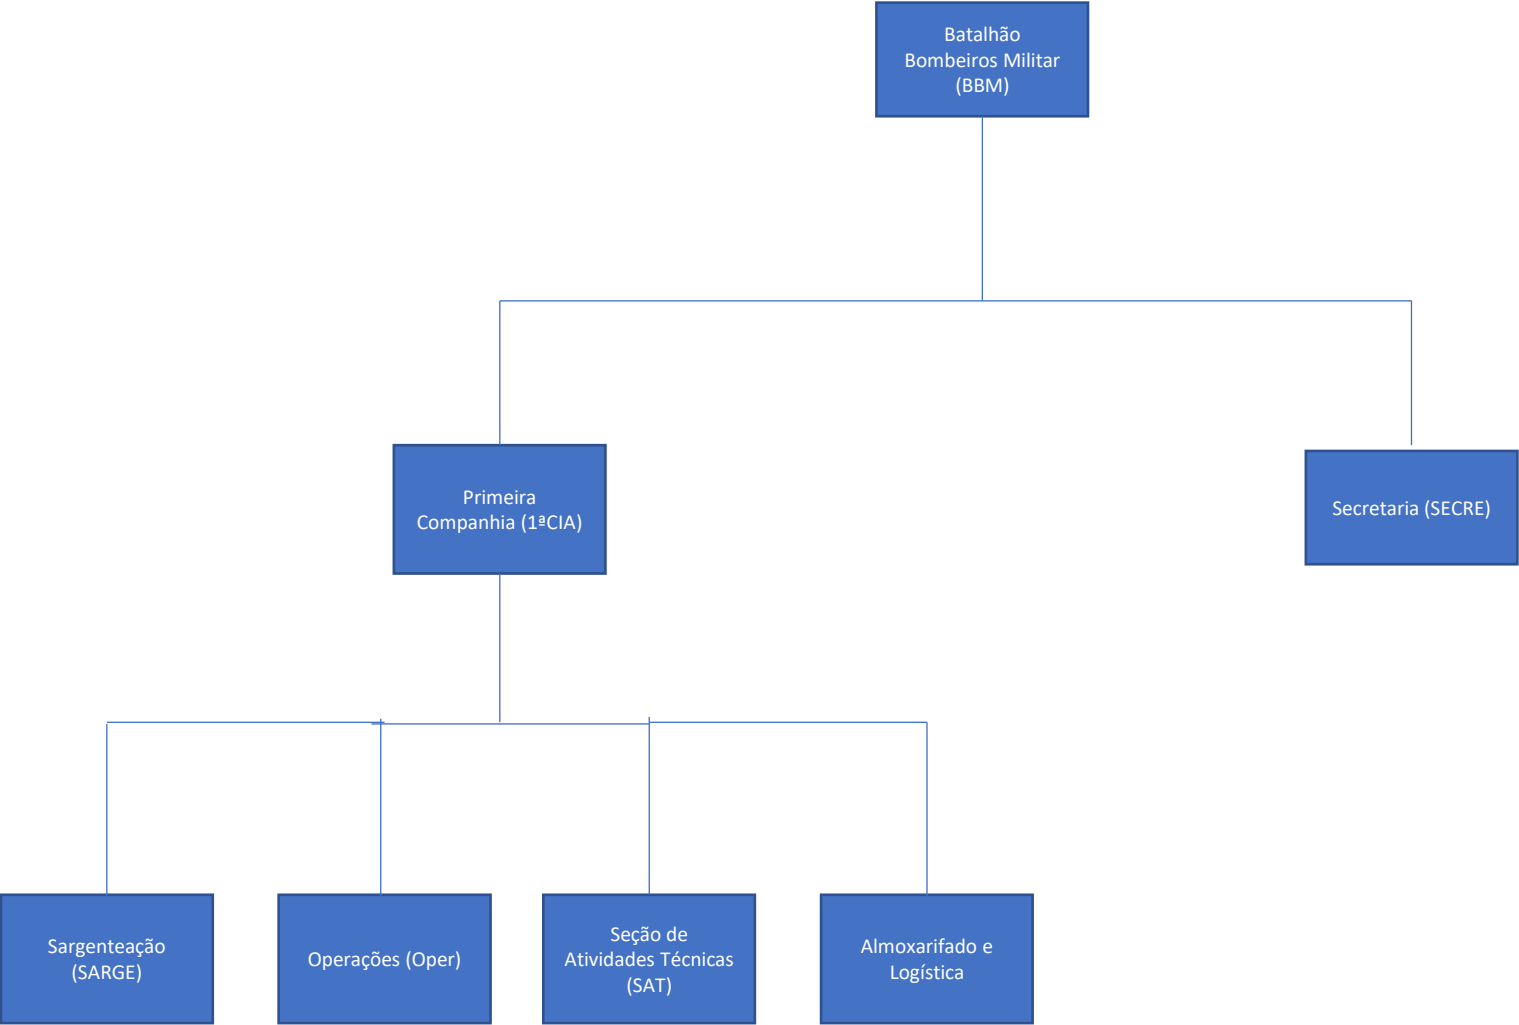 Batalhão
Bombeiros Militar
(BBM)
Primeira
Companhia (1ªCIA)
Secretaria (SECRE)
Sargenteação
(SARGE)
Operações (Oper)
Seção de
Atividades Técnicas
(SAT)
Almoxarifado e
Logística